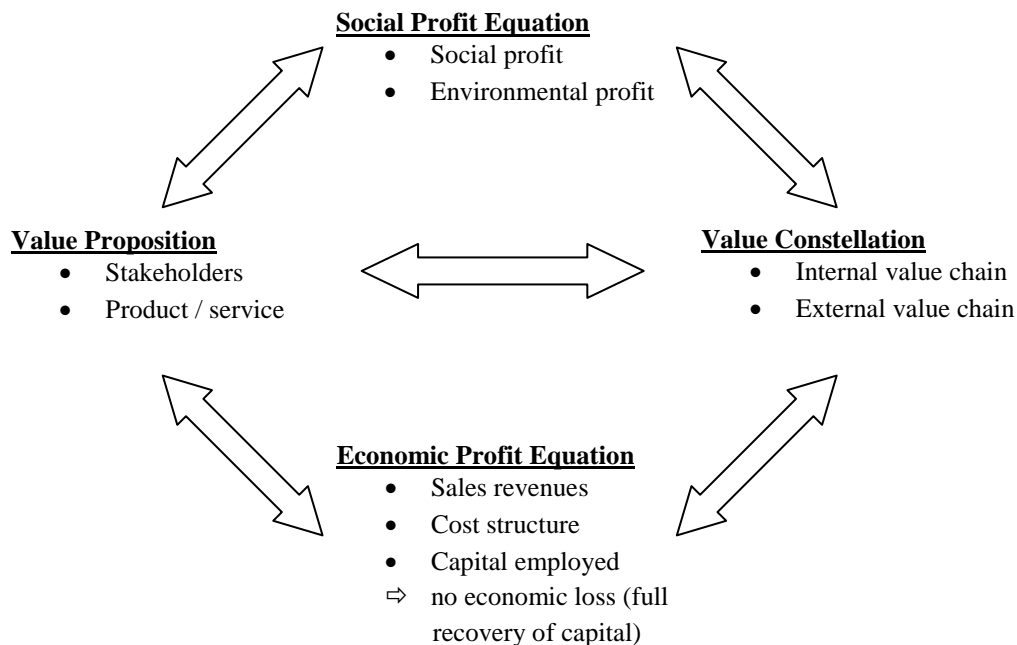 Social Profit Equation
• Social profit
• Environmental profit
Value Proposition
• Stakeholders
• Product / service
Value Constellation
• Internal value chain
• External value chain
Economic Profit Equation
• Sales revenues
• Cost structure
• Capital employed
⇨ no economic loss (full
recovery of capital)